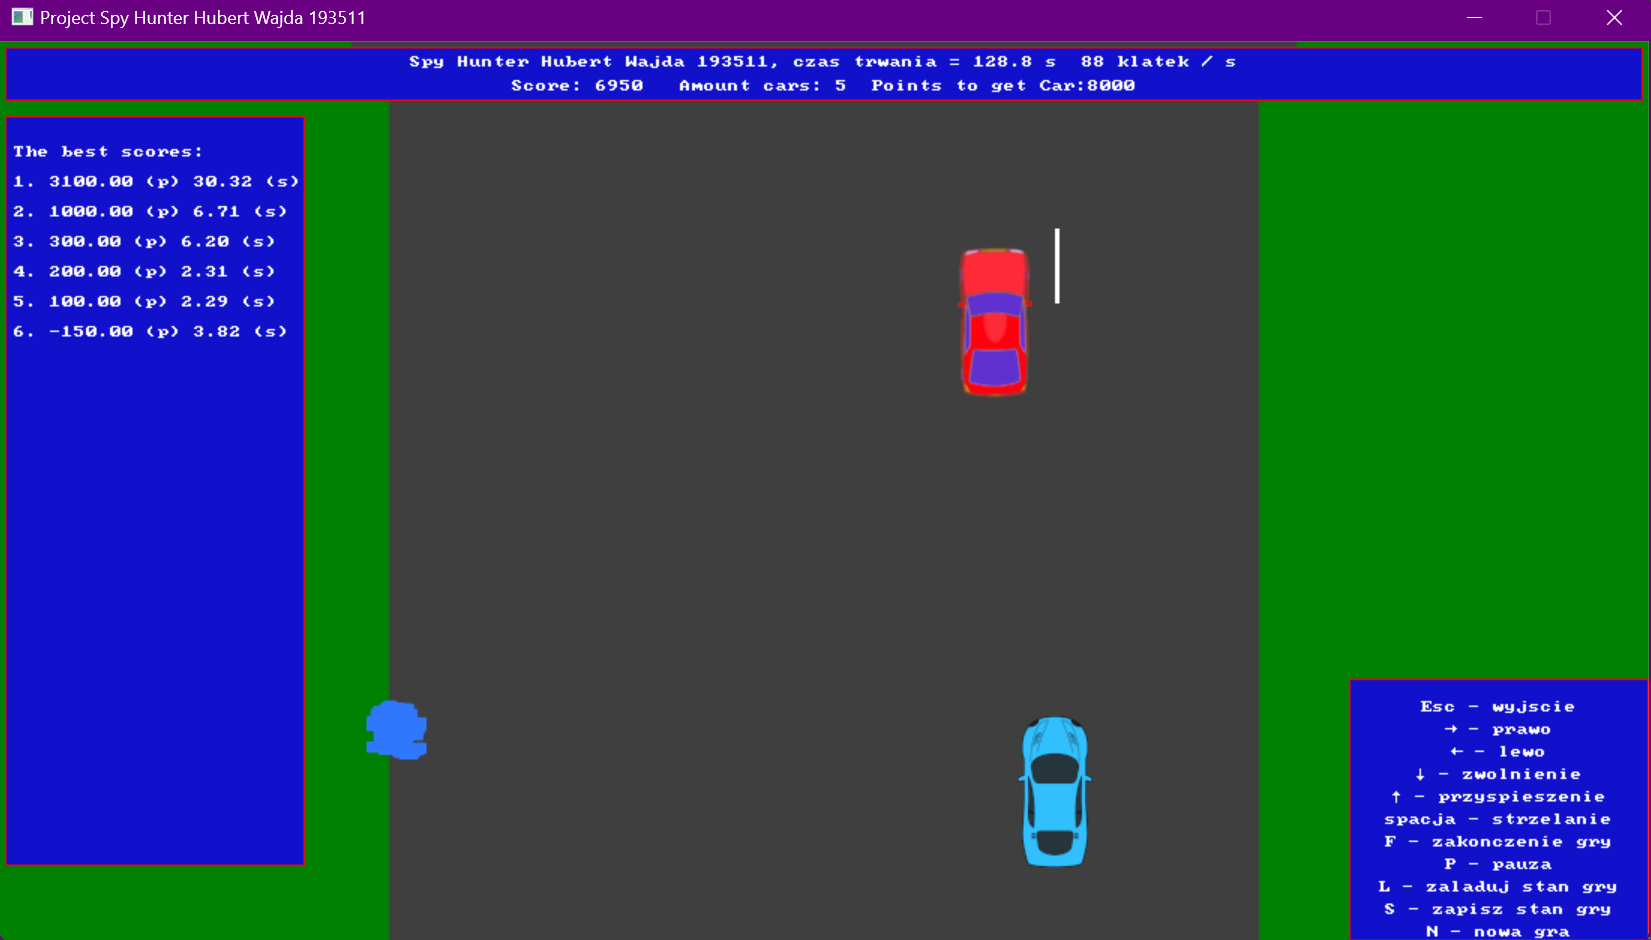 Project Spy Hunter Hubert Wajda 193511
Spy Hunter Hubert Wajda 193511, czas trwania = 128.8 s  88 klatek / s
Score: 6950   Amount cars: 5  Points to get Car:8000
The best scores:
1. 3100.00 (p) 30.32 (s)
2. 1000.00 (p) 6.71 (s)
3. 300.00 (p) 6.20 (s)
4. 200.00 (p) 2.31 (s)
5. 100.00 (p) 2.29 (s)
6. -150.00 (p) 3.82 (s)
Esc - wyjscie
→ - prawo
← - lewo
↓ - zwolnienie
↑ - przyspieszenie
spacja - strzelanie
F - zakonczenie gry
P - pauza
L - zaladuj stan gry
S - zapisz stan gry
N - nowa gra